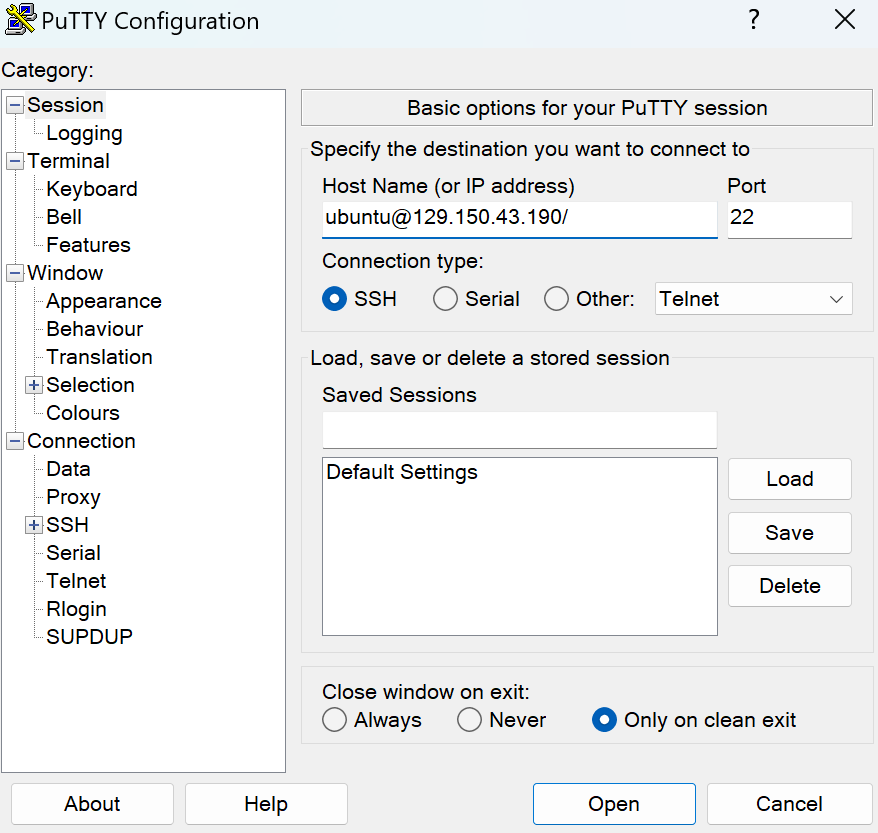 PuTTY Configuration ?
Category:
Session
Logging
Terminal
Keyboard
Bell
Features
Window
Appearance
Behaviour
Translation
Selection
Colours
Connection
Data
Proxy
SSH
Serial
Telnet
Rlogin
SUPDUP
Basic options for your PuTTY session
Specify the destination you want to connect to
Host Name (or IP address) Port
ubuntu@129.150.43.190/ 22
Connection type:
SSH Serial Other: Telnet
Load, save or delete a stored session
Saved Sessions
Default Settings
Load
Save
Delete
Close window on exit:
Always Never Only on clean exit
About Help Open Cancel